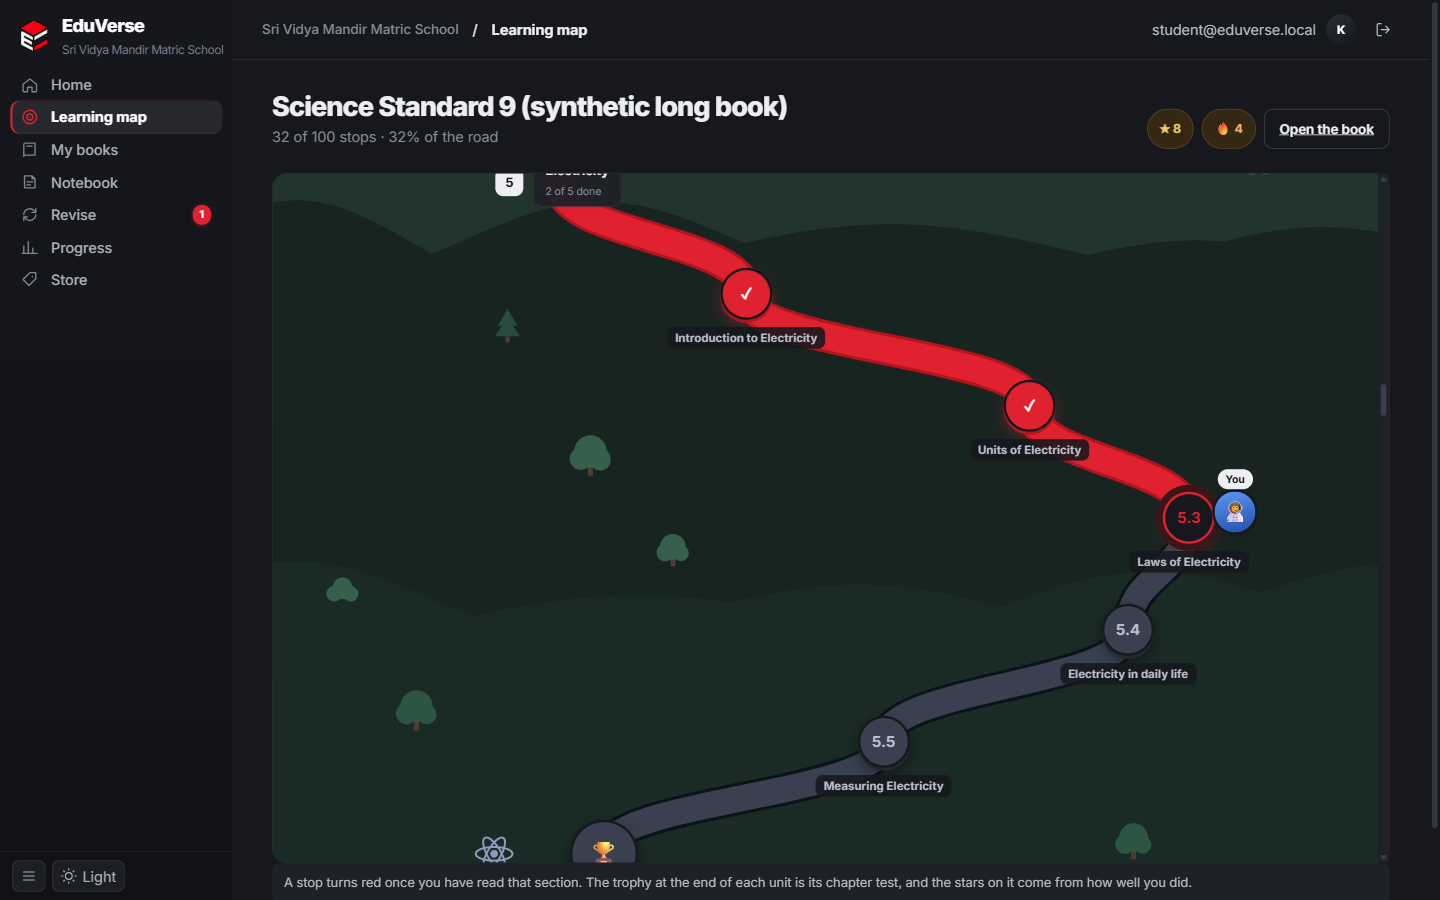 EduVerse
Sri Vidya Mandir Matric School
Home
Learning map
My books
Notebook
Revise
1
Progress
Store
Light
Sri Vidya Mandir Matric School / Learning map
student@eduverse.local
K
Science Standard 9 (synthetic long book)
32 of 100 stops · 32% of the road
★ 8
4
Open the book
5
Electricity
2 of 5 done
✓
Introduction to Electricity
✓
Units of Electricity
You
5.3
Laws of Electricity
5.4
Electricity in daily life
5.5
Measuring Electricity
A stop turns red once you have read that section. The trophy at the end of each unit is its chapter test, and the stars on it come from how well you did.